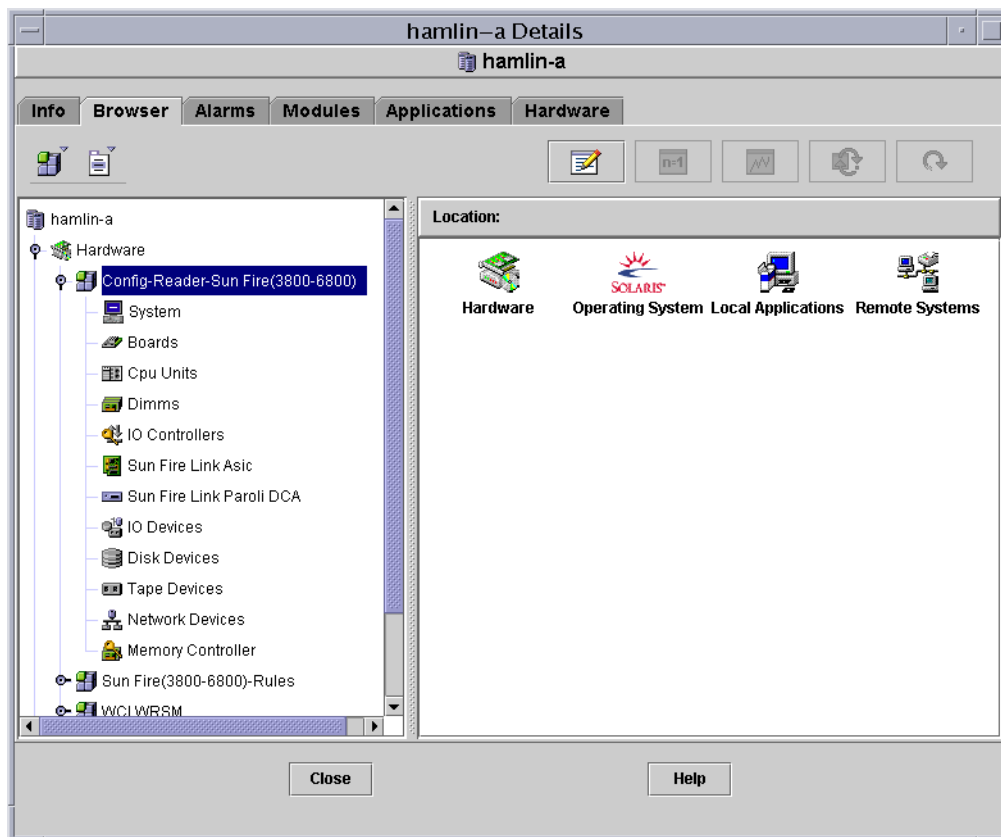 hamlin–a Details
hamlin-a
Info Browser Alarms Modules Applications Hardware
n=1
hamlin-a
Hardware
Config-Reader-Sun Fire(3800-6800)
System
Boards
Cpu Units
Dimms
IO Controllers
Sun Fire Link Asic
Sun Fire Link Paroli DCA
IO Devices
Disk Devices
Tape Devices
Network Devices
Memory Controller
Sun Fire(3800-6800)-Rules
WCI WRSM
Location:
SOLARIS
Hardware Operating System Local Applications Remote Systems
Close Help